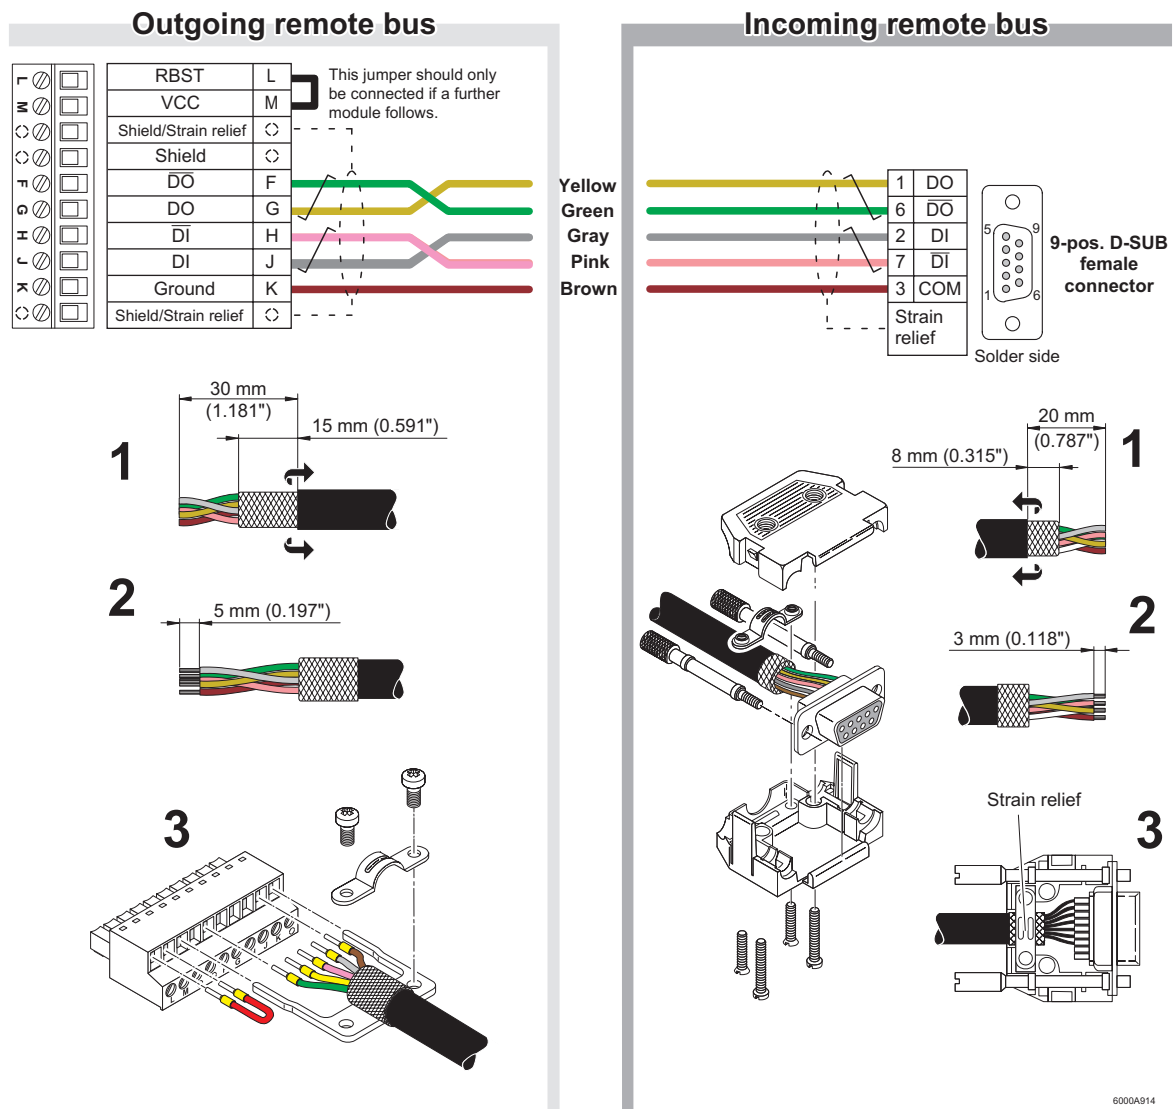 Outgoing remote bus
L
M
F
G
H
J
K
RBST L
VCC M
Shield/Strain relief
Shield
D̅O̅ F
DO G
D̅I̅ H
DI J
Ground K
Shield/Strain relief
This jumper should only
be connected if a further
module follows.
Yellow
Green
Gray
Pink
Brown
30 mm
(1.181")
15 mm (0.591")
1
2
5 mm (0.197")
3
L M G K
Incoming remote bus
1 DO
6 D̅O̅
2 DI
7 D̅I̅
3 COM
Strain
relief
5 9
1 6
9-pos. D-SUB
female
connector
Solder side
20 mm
(0.787")
8 mm (0.315")
1
2
3 mm (0.118")
Strain relief
3
6000A914